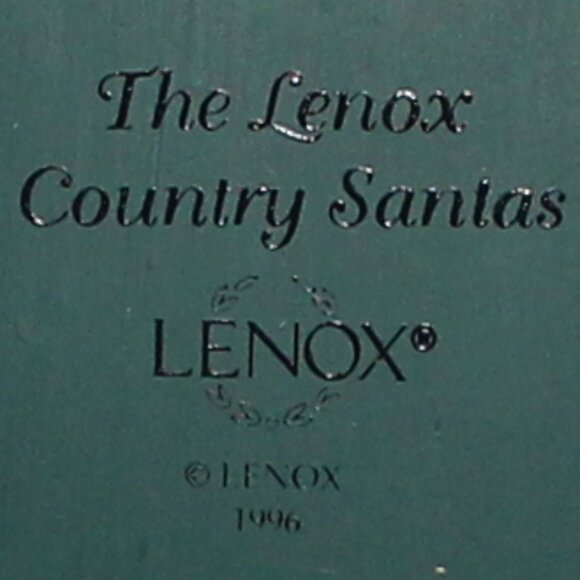 The Lenox
Country Santas
LENOX®
© LENOX
1996